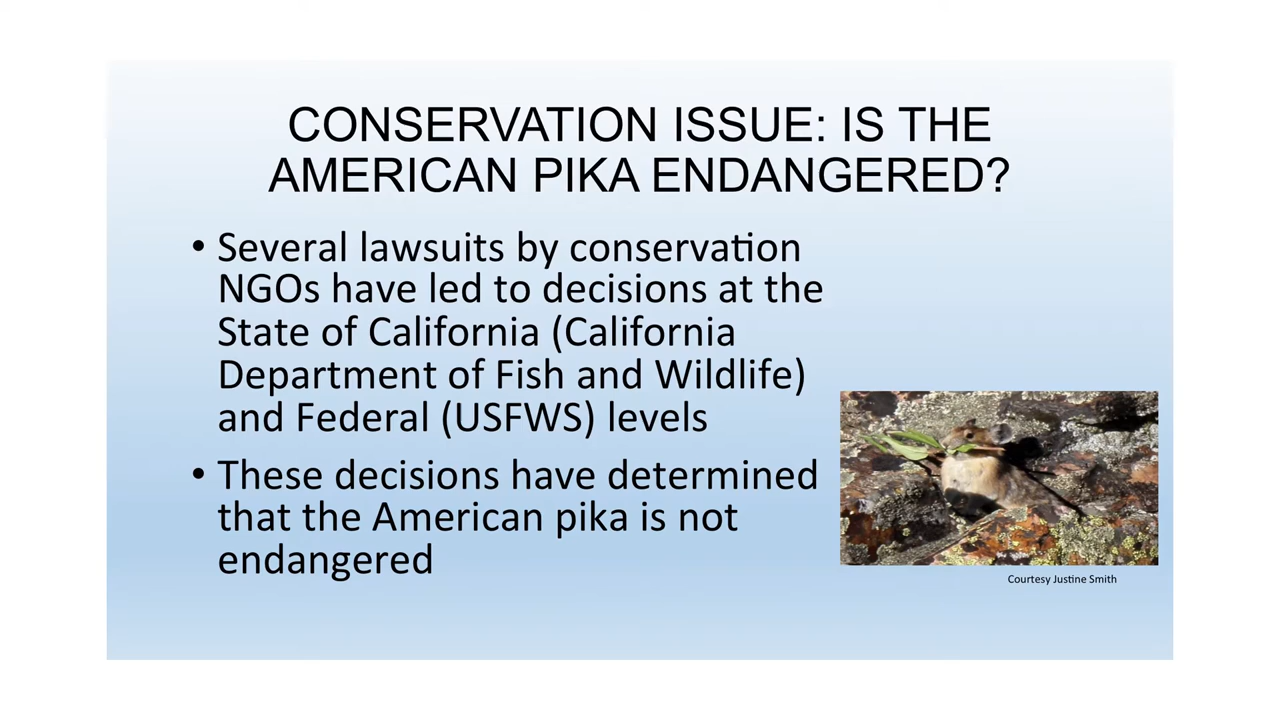 CONSERVATION ISSUE: IS THE
AMERICAN PIKA ENDANGERED?
• Several lawsuits by conservation
NGOs have led to decisions at the
State of California (California
Department of Fish and Wildlife)
and Federal (USFWS) levels
• These decisions have determined
that the American pika is not
endangered
Courtesy Justine Smith